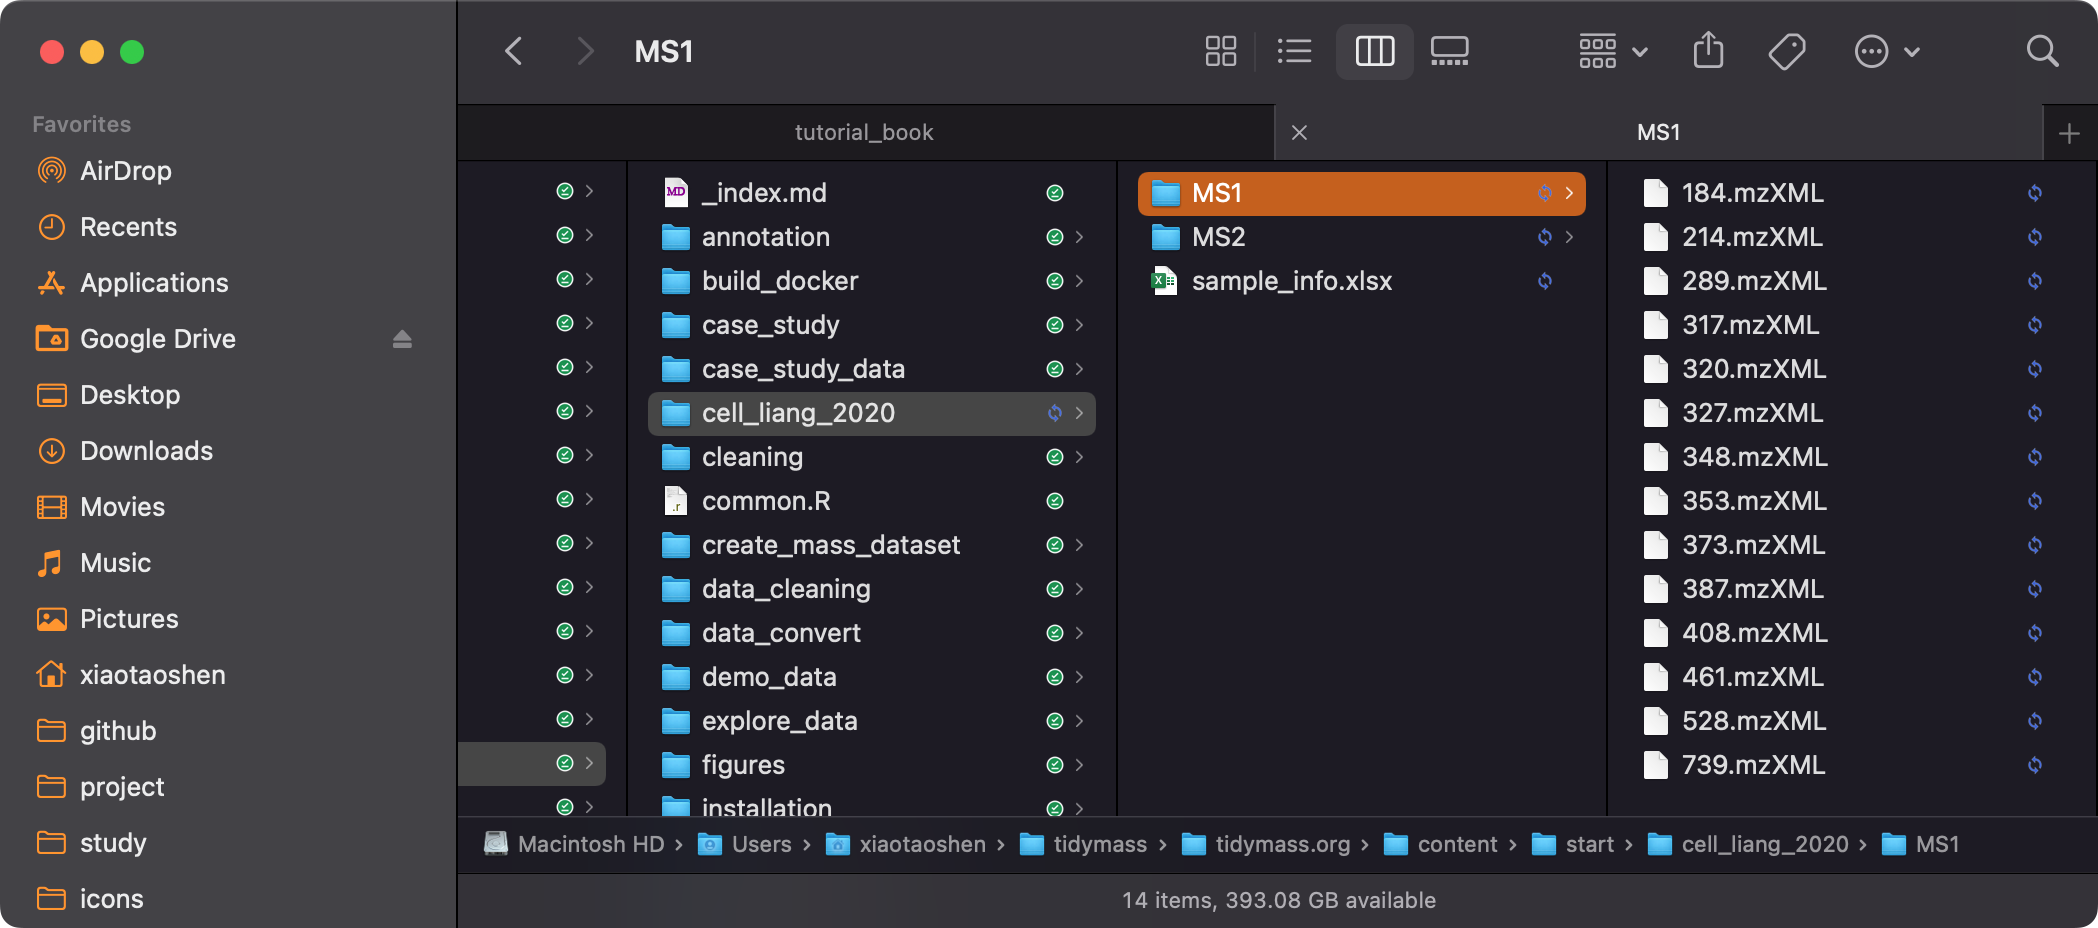 MS1
tutorial_book
MS1
Favorites
AirDrop
Recents
Applications
Google Drive
Desktop
Downloads
Movies
Music
Pictures
xiaotaoshen
github
project
study
icons
MD
_index.md
annotation
build_docker
case_study
case_study_data
cell_liang_2020
cleaning
.r
common.R
create_mass_dataset
data_cleaning
data_convert
demo_data
explore_data
figures
installation
MS1
MS2
X
sample_info.xlsx
184.mzXML
214.mzXML
289.mzXML
317.mzXML
320.mzXML
327.mzXML
348.mzXML
353.mzXML
373.mzXML
387.mzXML
408.mzXML
461.mzXML
528.mzXML
739.mzXML
Macintosh HD › Users › xiaotaoshen › tidymass › tidymass.org › content › start › cell_liang_2020 › MS1
14 items, 393.08 GB available